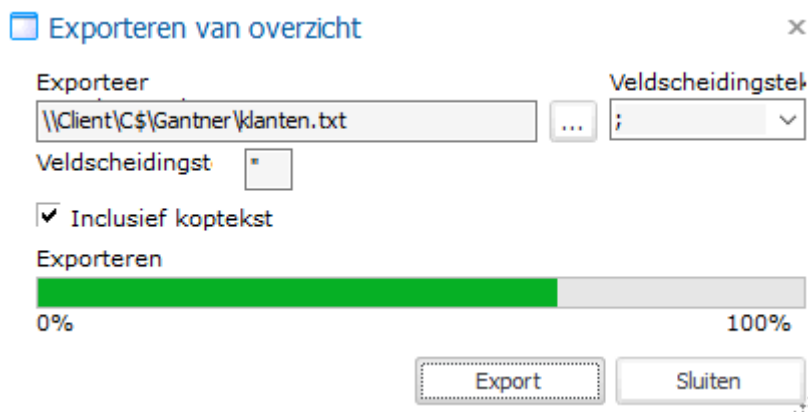 Exporteren van overzicht
Exporteer
Veldscheidingstek
\\Client\C$\Gantner\klanten.txt
...
;
Veldscheidingst
"
Inclusief koptekst
Exporteren
0%
100%
Export
Sluiten